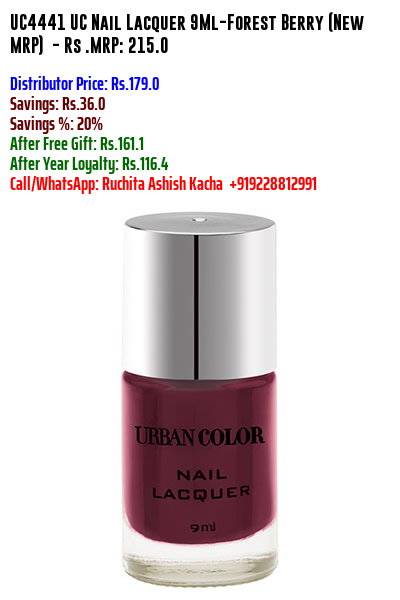 UC4441 UC Nail Lacquer 9Ml-Forest Berry (New
MRP) - Rs .MRP: 215.0
Distributor Price: Rs.179.0
Savings: Rs.36.0
Savings %: 20%
After Free Gift: Rs.161.1
After Year Loyalty: Rs.116.4
Call/WhatsApp: Ruchita Ashish Kacha +919228812991
URBAN COLOR
NAIL
LACQUER
9ml